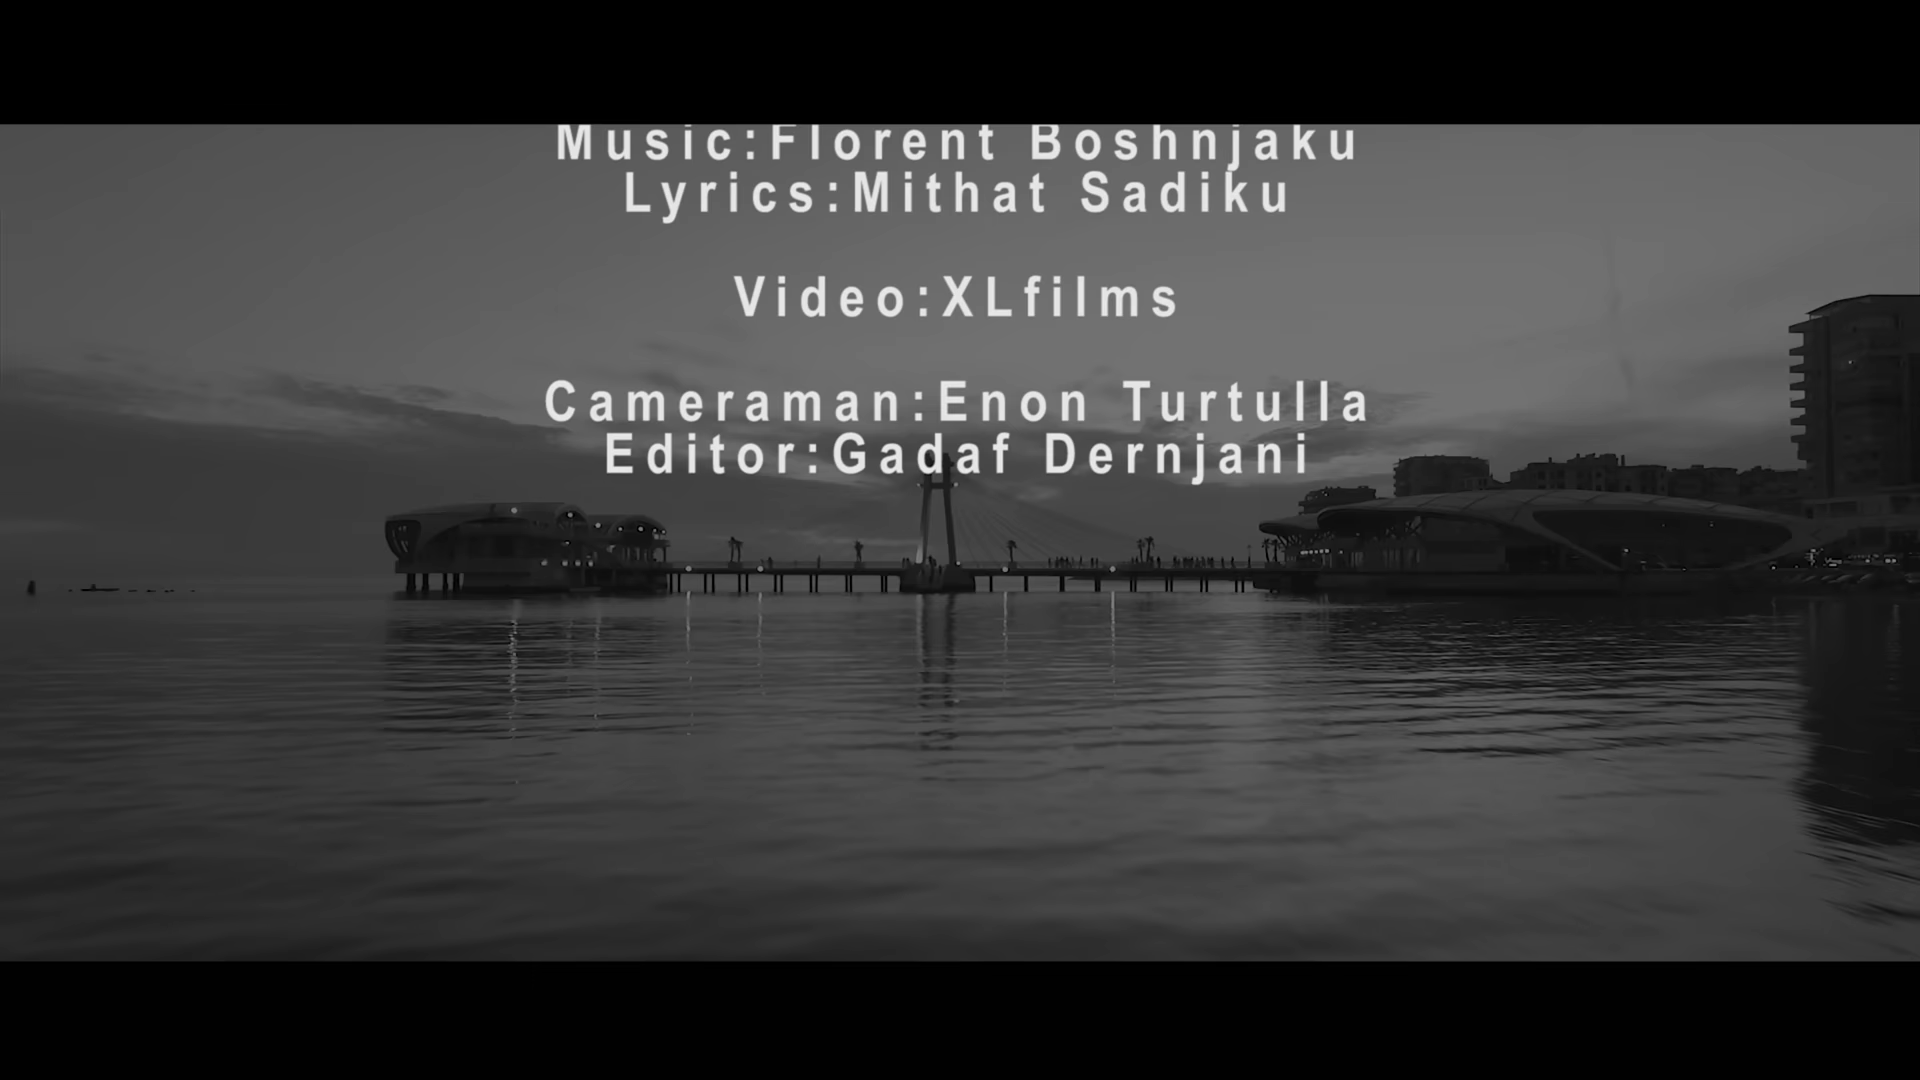 Music:Florent Boshnjaku
Lyrics:Mithat Sadiku
Video:XLfilms
Cameraman:Enon Turtulla
Editor:Gadaf Dernjani